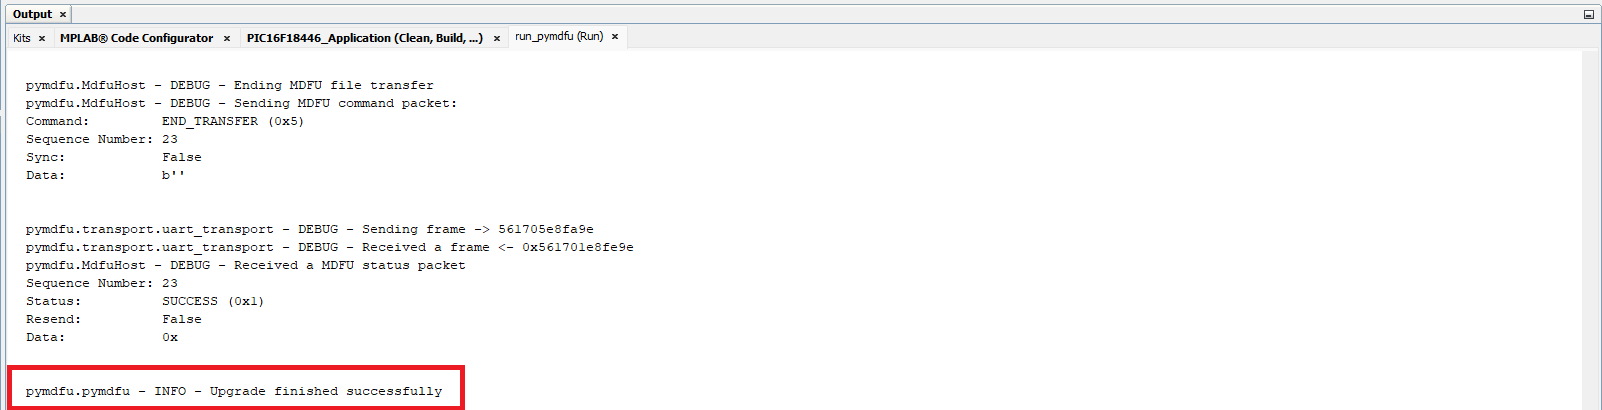 Output ×
Kits × MPLAB® Code Configurator × PIC16F18446_Application (Clean, Build, ...) × run_pymdfu (Run) ×
pymdfu.MdfuHost - DEBUG - Ending MDFU file transfer
pymdfu.MdfuHost - DEBUG - Sending MDFU command packet:
Command: END_TRANSFER (0x5)
Sequence Number: 23
Sync: False
Data: b''
pymdfu.transport.uart_transport - DEBUG - Sending frame -> 561705e8fa9e
pymdfu.transport.uart_transport - DEBUG - Received a frame <- 0x561701e8fe9e
pymdfu.MdfuHost - DEBUG - Received a MDFU status packet
Sequence Number: 23
Status: SUCCESS (0x1)
Resend: False
Data: 0x
pymdfu.pymdfu - INFO - Upgrade finished successfully